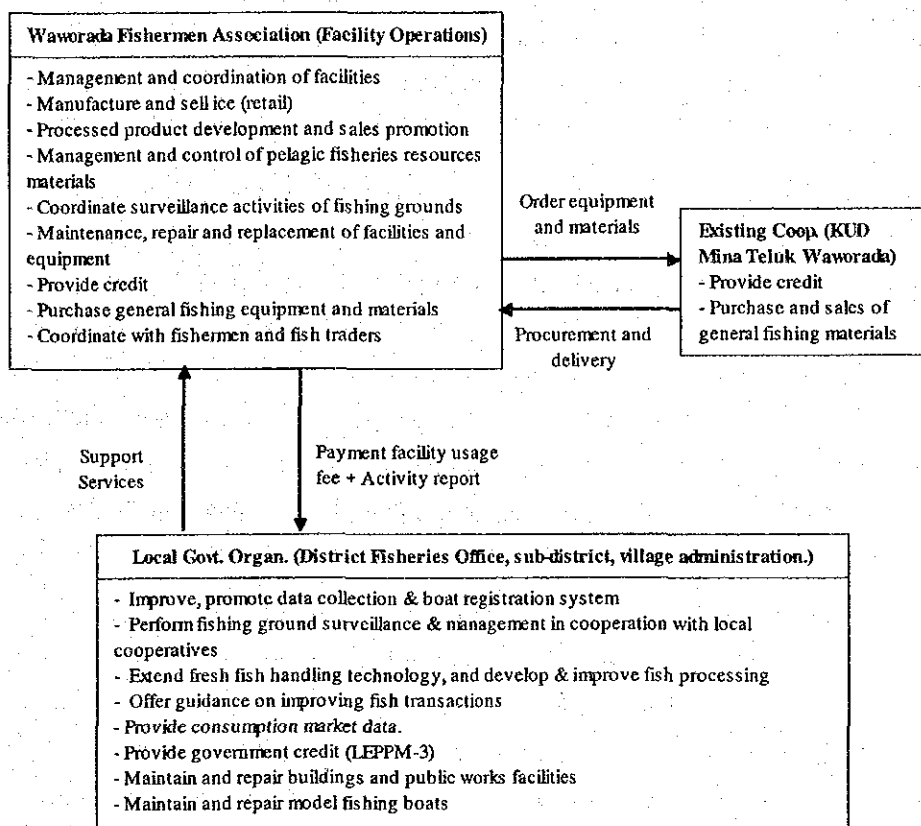 Waworada Fishermen Association (Facility Operations)
- Management and coordination of facilities
- Manufacture and sell ice (retail)
- Processed product development and sales promotion
- Management and control of pelagic fisheries resources
materials
- Coordinate surveillance activities of fishing grounds
- Maintenance, repair and replacement of facilities and
equipment
- Provide credit
- Purchase general fishing equipment and materials
- Coordinate with fishermen and fish traders
Order equipment
and materials
Procurement and
delivery
Existing Coop. (KUD
Mina Teluk Waworada)
- Provide credit
- Purchase and sales of
general fishing materials
Support
Services
Payment facility usage
fee + Activity report
Local Govt. Organ. (District Fisheries Office, sub-district, village administration.)
- Improve, promote data collection & boat registration system
- Perform fishing ground surveillance & management in cooperation with local
cooperatives
- Extend fresh fish handling technology, and develop & improve fish processing
- Offer guidance on improving fish transactions
- Provide consumption market data.
- Provide government credit (LEPPM-3)
- Maintain and repair buildings and public works facilities
- Maintain and repair model fishing boats